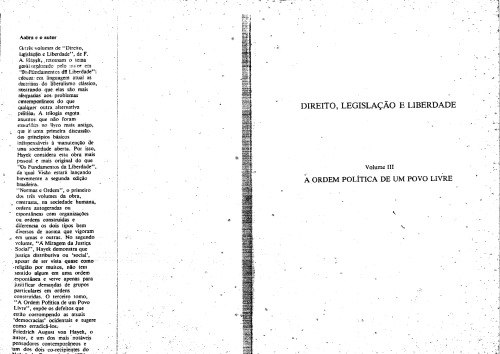 A obra e o autor
Os três volumes de "Direito,
Legislação e Liberdade", de F.
A. Hayek, retomam o tema
pelo autor em
"Os Fundamentos da Liberdade":
em linguagem atual as
doutrinas do liberalismo clássico,
mostrando que elas são mais
adequadas aos problemas
contemporâneos do que
qualquer outra alternativa
política. A trilogia esgota
assuntos que não foram
no livro mais antigo,
que é uma primeira discussão
dos princípios básicos
indispensáveis à manutenção de
uma sociedade aberta. Por isso,
Hayek considera esta obra mais
pessoal e mais original do que
"Os Fundamentos da Liberdade",
da qual Visão estará lançando
brevemente a segunda edição
brasileira.
"Normas e Ordem", o primeiro
dos três volumes da obra,
contrasta, na sociedade humana,
ordens autogeradas ou
espontâneas com organizações
ou ordens construídas e
diferencia os dois tipos bem
diversos de norma que vigoram
em umas e outras. No segundo
volume, "A Miragem da Justiça
Social", Hayek demonstra que
justiça distributiva ou 'social',
apesar de ser vista quase como
religião por muitos, não tem
sentido algum em uma ordem
espontânea e serve apenas para
justificar demandas de grupos
particulares em ordens
construídas. O terceiro tomo,
"A Ordem Política de um Povo
Livre", expõe os defeitos que
estão corrompendo as atuais
'democracias' ocidentais e sugere
como erradicá-los.
Friedrich August von Hayek, o
autor, é um dos mais notáveis
pensadores contemporâneos e
um dos dois co-recipientes do
DIREITO, LEGISLAÇÃO E LIBERDADE
Volume III
A ORDEM POLÍTICA DE UM POVO LIVRE